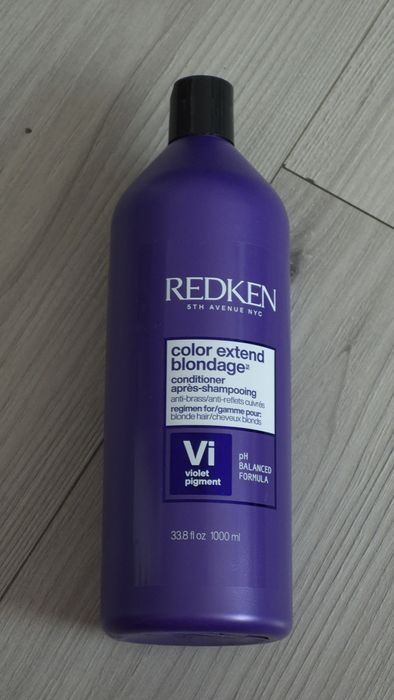 REDKEN
5TH AVENUE NYC
color extend
blondage
conditioner
après-shampooing
anti-brass/anti-reflets cuivrés
regimen for/gamme pour:
blonde hair/cheveux blonds
Vi
violet
pigment
pH
BALANCED
FORMULA
33.8 fl oz 1000 ml